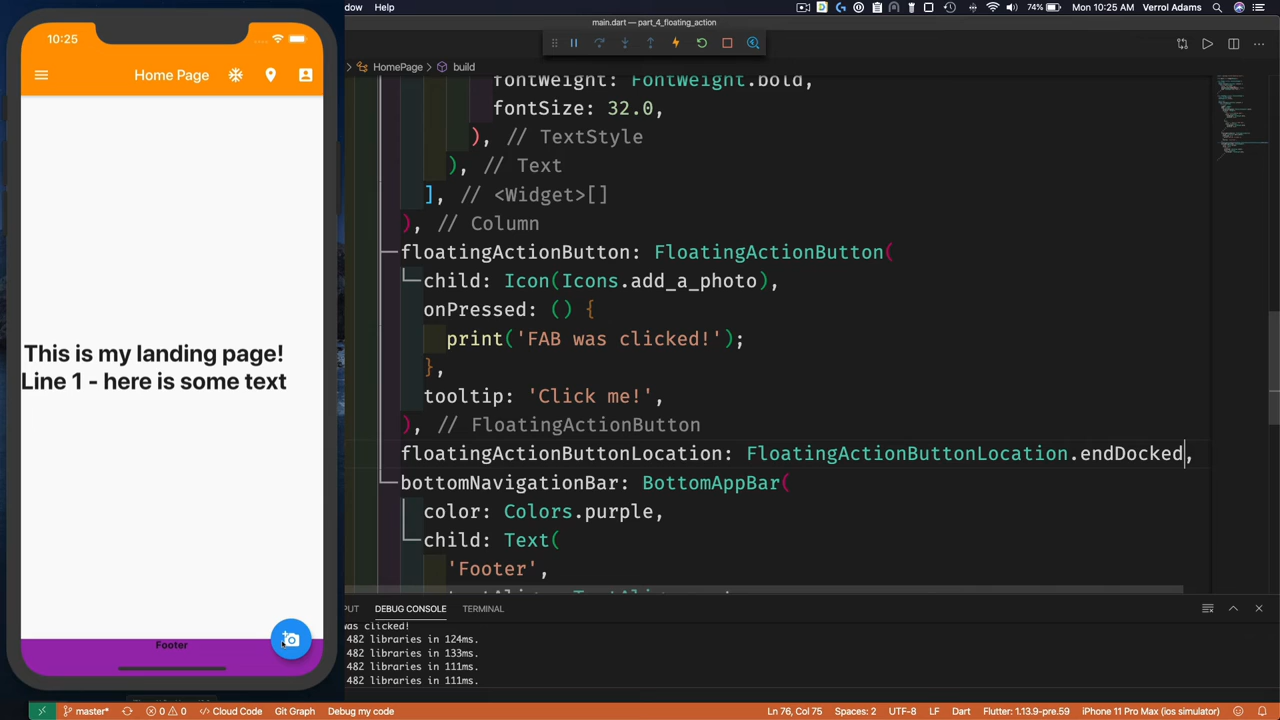 Window Help
74% Mon 10:25 AM Verrol Adams
main.dart — part_4_floating_action
HomePage > build
10:25
Home Page
This is my landing page!
Line 1 - here is some text
Footer
fontWeight: FontWeight.bold,
fontSize: 32.0,
), // TextStyle
), // Text
], // <Widget>[]
), // Column
floatingActionButton: FloatingActionButton(
child: Icon(Icons.add_a_photo),
onPressed: () {
print('FAB was clicked!');
},
tooltip: 'Click me!',
), // FloatingActionButton
floatingActionButtonLocation: FloatingActionButtonLocation.endDocked,
bottomNavigationBar: BottomAppBar(
color: Colors.purple,
child: Text(
'Footer',
PUT DEBUG CONSOLE TERMINAL
was clicked!
482 libraries in 124ms.
482 libraries in 133ms.
482 libraries in 111ms.
482 libraries in 111ms.
master* 0 0 Cloud Code Git Graph Debug my code Ln 76, Col 75 Spaces: 2 UTF-8 LF Dart Flutter: 1.13.9-pre.59 iPhone 11 Pro Max (ios simulator)